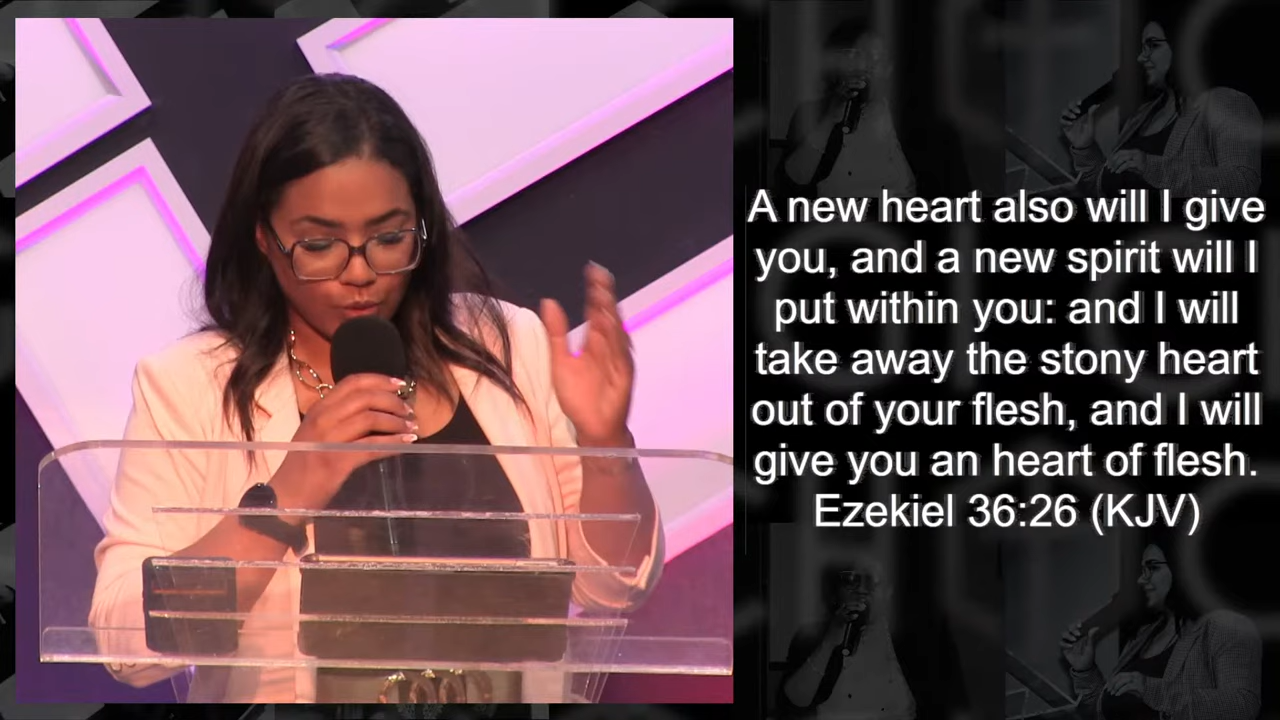 A new heart also will I give
you, and a new spirit will I
put within you: and I will
take away the stony heart
out of your flesh, and I will
give you an heart of flesh.
Ezekiel 36:26 (KJV)